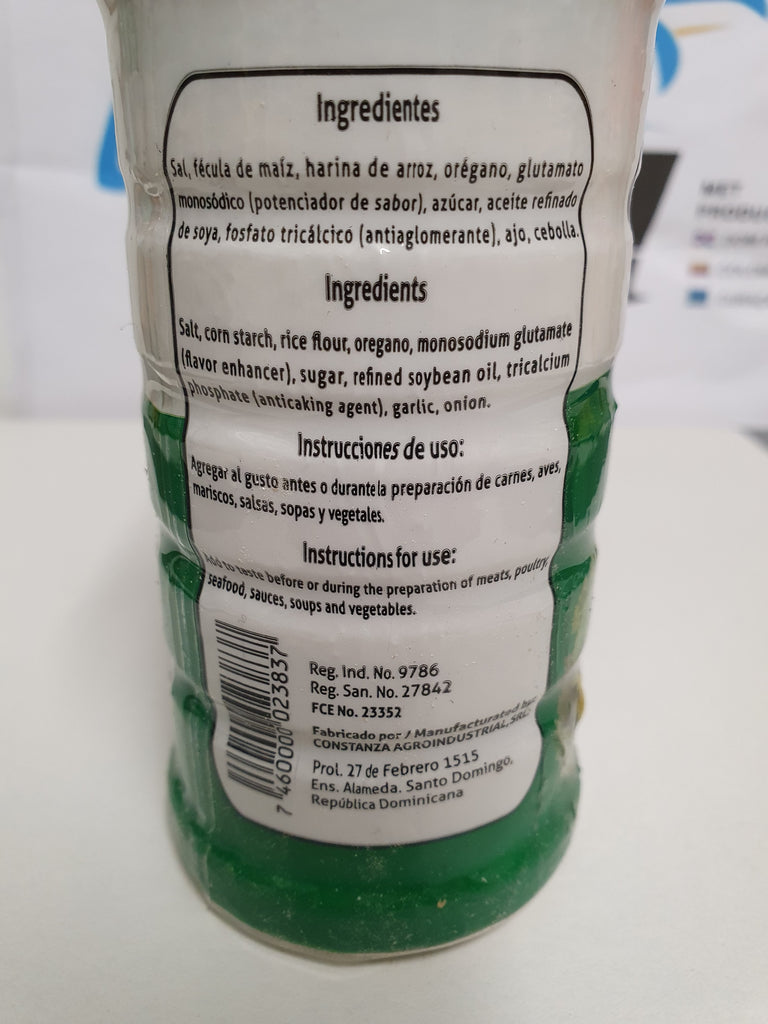 Ingredientes
Sal, fécula de maíz, harina de arroz, orégano, glutamato
monosódico (potenciador de sabor), azúcar, aceite refinado
de soya, fosfato tricálcico (antiaglomerante), ajo, cebolla.
Ingredients
Salt, corn starch, rice flour, oregano, monosodium glutamate
(flavor enhancer), sugar, refined soybean oil, tricalcium
phosphate (anticaking agent), garlic, onion.
Instrucciones de uso:
Agregar al gusto antes o durante la preparación de carnes, aves,
mariscos, salsas, sopas y vegetales.
Instructions for use:
Add to taste before or during the preparation of meats, poultry,
seafood, sauces, soups and vegetables.
7 460000 023837
Reg. Ind. No. 9786
Reg. San. No. 27842
FCE No. 23352
Fabricado por / Manufactured by:
CONSTANZA AGROINDUSTRIAL, SRL.
Prol. 27 de Febrero 1515
Ens. Alameda. Santo Domingo,
República Dominicana
MET
PRODU